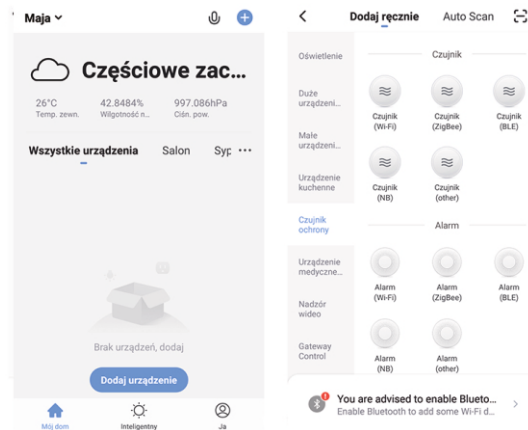 Maja
Częściowe zac...
26°C
42.8484%
997.086hPa
Temp. zewn.
Wilgotność n...
Ciśn. pow.
Wszystkie urządzenia
Salon
Syp
Brak urządzeń, dodaj
Dodaj urządzenie
Mój dom
Inteligentny
Ja
Dodaj ręcznie
Auto Scan
Oświetlenie
Duże
urządzeni...
Małe
urządzeni...
Urządzenie
kuchenne
Czujnik
ochrony
Urządzenie
medyczne...
Nadzór
wideo
Gateway
Control
Czujnik
Czujnik
(Wi-Fi)
Czujnik
(ZigBee)
Czujnik
(BLE)
Czujnik
(NB)
Czujnik
(other)
Alarm
Alarm
(Wi-Fi)
Alarm
(ZigBee)
Alarm
(BLE)
Alarm
(NB)
Alarm
(other)
You are advised to enable Blueto...
Enable Bluetooth to add some Wi-Fi d...